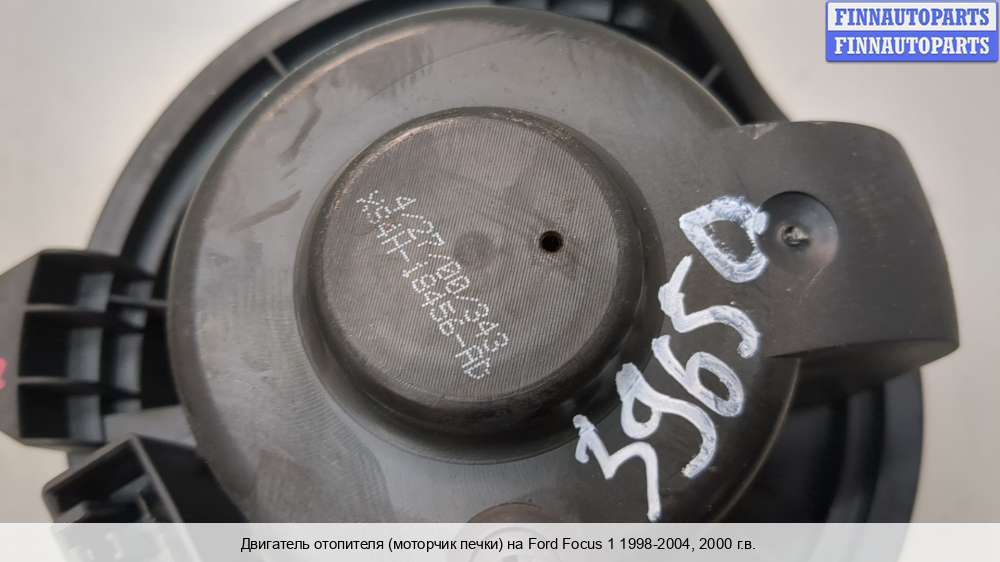 FINNAUTOPARTS
FINNAUTOPARTS
4/27/00/343
XS4H-18456-AD
39650
Двигатель отопителя (моторчик печки) на Ford Focus 1 1998-2004, 2000 г.в.